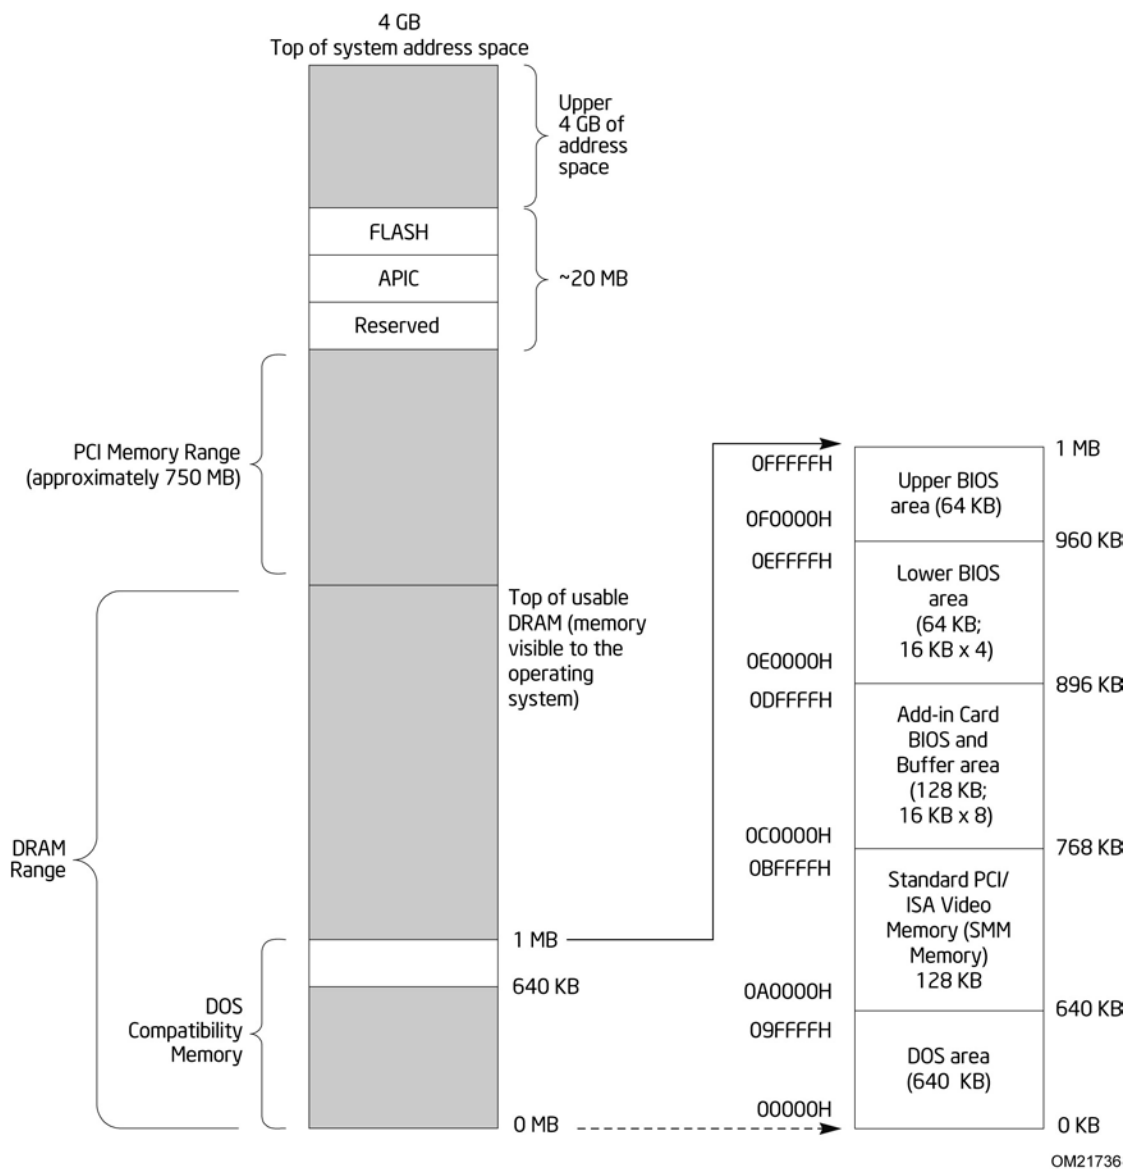 4 GB
Top of system address space
Upper
4 GB of
address
space
FLASH
APIC
Reserved
~20 MB
PCI Memory Range
(approximately 750 MB)
Top of usable
DRAM (memory
visible to the
operating
system)
DRAM
Range
1 MB
640 KB
DOS
Compatibility
Memory
0 MB
1 MB
0FFFFFH
Upper BIOS
area (64 KB)
0F0000H
960 KB
0EFFFFH
Lower BIOS
area
(64 KB;
16 KB x 4)
0E0000H
896 KB
0DFFFFH
Add-in Card
BIOS and
Buffer area
(128 KB;
16 KB x 8)
0C0000H
768 KB
0BFFFFH
Standard PCI/
ISA Video
Memory (SMM
Memory)
128 KB
0A0000H
640 KB
09FFFFH
DOS area
(640 KB)
00000H
0 KB
OM21736